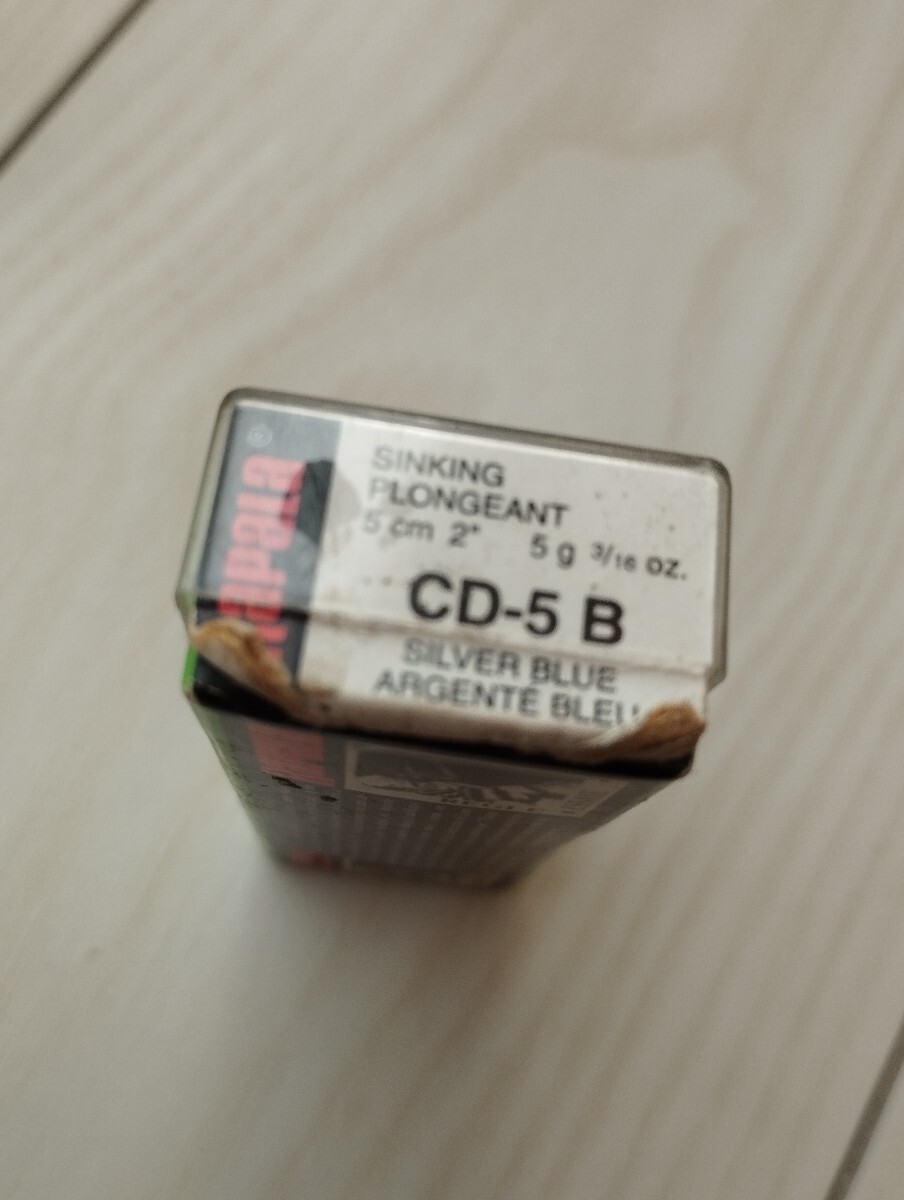 Rapala®
SINKING
PLONGEANT
5 cm 2" 5 g 3/16 oz.
CD-5 B
SILVER BLUE
ARGENTÉ BLEU